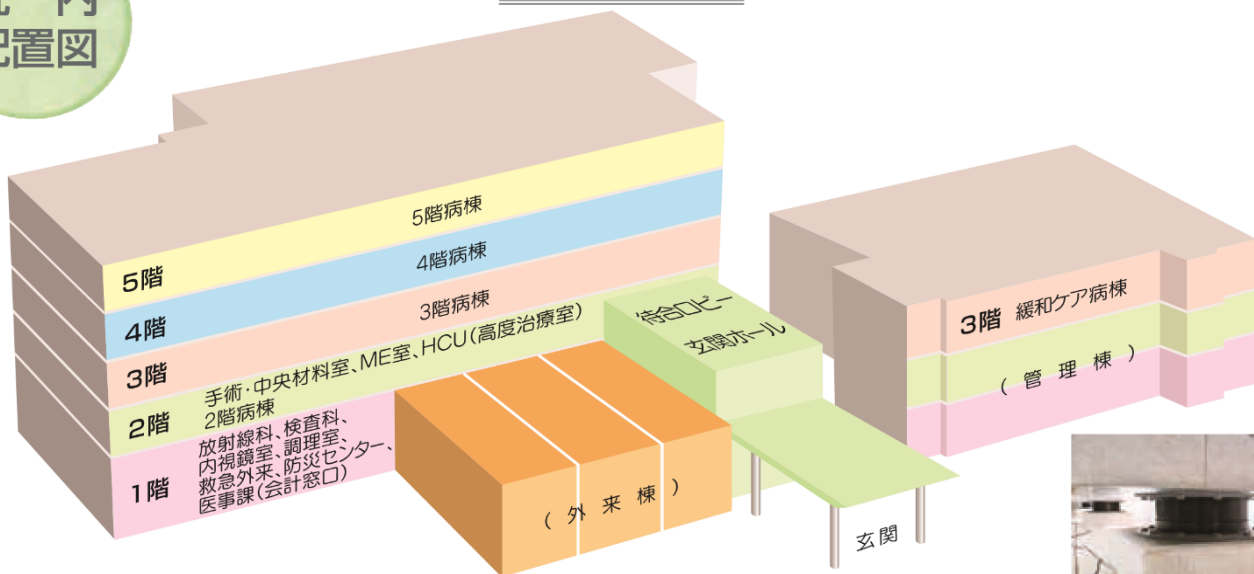 内
配置図
5階
5階病棟
4階
4階病棟
3階
3階病棟
2階
手術・中央材料室、ME室、HCU(高度治療室)
2階病棟
1階
放射線科、検査科、
内視鏡室、調理室、
救急外来、防災センター、
医事課(会計窓口)
(外来棟)
待合ロビー
玄関ホール
玄関
3階 緩和ケア病棟
(管理棟)